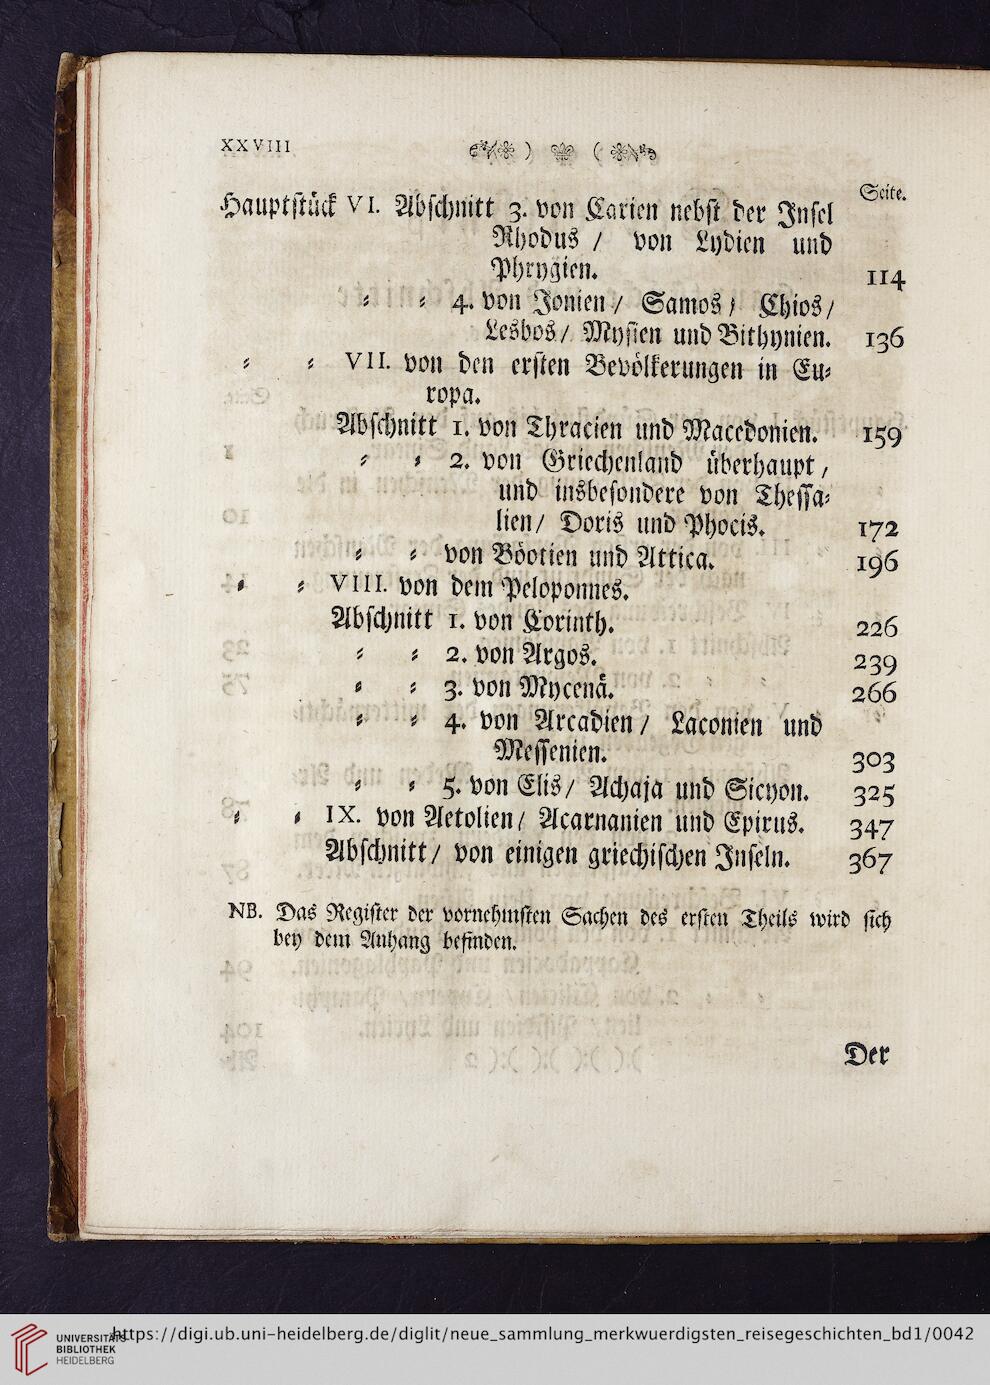 XXVIII
Seite.
Hauptstück VI. Abschnitt 3. von Carien nebst der Insel
Rhodus / von Lydien und
Phrygien. 114
⸗ ⸗ 4. von Jonien / Samos / Chios /
Lesbos / Mysien und Bithynien. 136
⸗ ⸗ VII. von den ersten Bevölkerungen in Eu⸗
ropa.
Abschnitt 1. von Thracien und Macedonien. 159
⸗ ⸗ 2. von Griechenland überhaupt,
und insbesondere von Thessa⸗
lien / Doris und Phocis. 172
⸗ ⸗ von Böotien und Attica. 196
⸗ ⸗ VIII. von dem Peloponnes.
Abschnitt 1. von Corinth. 226
⸗ ⸗ 2. von Argos. 239
⸗ ⸗ 3. von Mycenä. 266
⸗ ⸗ 4. von Arcadien / Laconien und
Messenien. 303
⸗ ⸗ 5. von Elis / Achaja und Sicyon. 325
⸗ ⸗ IX. von Aetolien / Acarnanien und Epirus. 347
Abschnitt / von einigen griechischen Inseln. 367
NB. Das Register der vornehmsten Sachen des ersten Theils wird sich
bey dem Anhang befinden.
Der
UNIVERSITÄTS-
BIBLIOTHEK
HEIDELBERG
https://digi.ub.uni-heidelberg.de/diglit/neue_sammlung_merkwuerdigsten_reisegeschichten_bd1/0042